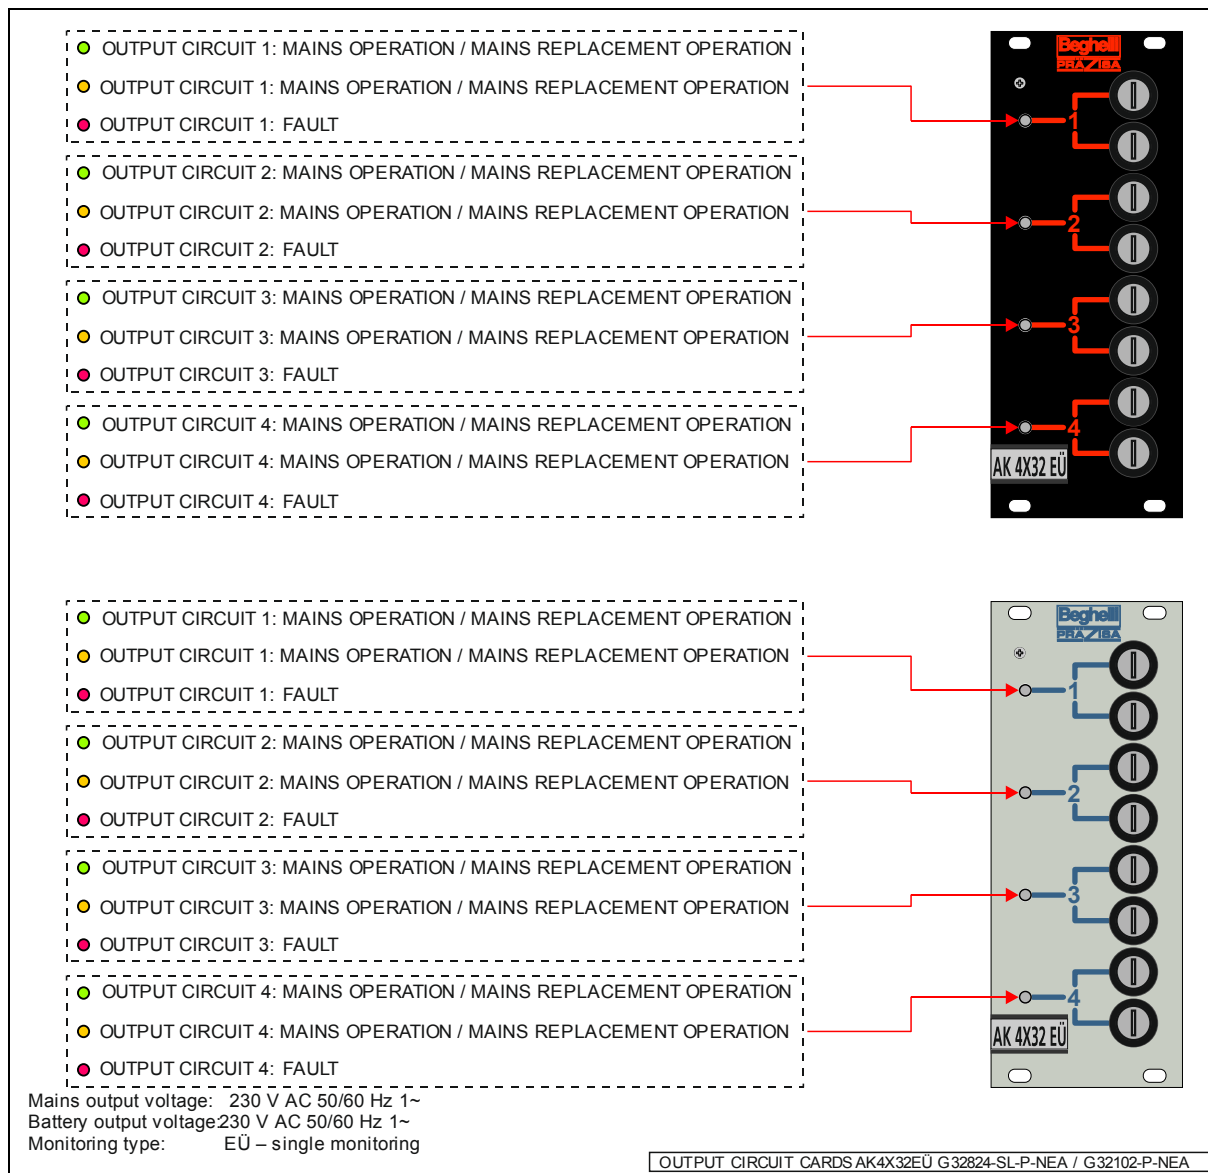 OUTPUT CIRCUIT 1: MAINS OPERATION / MAINS REPLACEMENT OPERATION
OUTPUT CIRCUIT 1: MAINS OPERATION / MAINS REPLACEMENT OPERATION
OUTPUT CIRCUIT 1: FAULT
OUTPUT CIRCUIT 2: MAINS OPERATION / MAINS REPLACEMENT OPERATION
OUTPUT CIRCUIT 2: MAINS OPERATION / MAINS REPLACEMENT OPERATION
OUTPUT CIRCUIT 2: FAULT
OUTPUT CIRCUIT 3: MAINS OPERATION / MAINS REPLACEMENT OPERATION
OUTPUT CIRCUIT 3: MAINS OPERATION / MAINS REPLACEMENT OPERATION
OUTPUT CIRCUIT 3: FAULT
OUTPUT CIRCUIT 4: MAINS OPERATION / MAINS REPLACEMENT OPERATION
OUTPUT CIRCUIT 4: MAINS OPERATION / MAINS REPLACEMENT OPERATION
OUTPUT CIRCUIT 4: FAULT
Beghelli
PRÄZISA
1
2
3
4
AK 4X32 EÜ
OUTPUT CIRCUIT 1: MAINS OPERATION / MAINS REPLACEMENT OPERATION
OUTPUT CIRCUIT 1: MAINS OPERATION / MAINS REPLACEMENT OPERATION
OUTPUT CIRCUIT 1: FAULT
OUTPUT CIRCUIT 2: MAINS OPERATION / MAINS REPLACEMENT OPERATION
OUTPUT CIRCUIT 2: MAINS OPERATION / MAINS REPLACEMENT OPERATION
OUTPUT CIRCUIT 2: FAULT
OUTPUT CIRCUIT 3: MAINS OPERATION / MAINS REPLACEMENT OPERATION
OUTPUT CIRCUIT 3: MAINS OPERATION / MAINS REPLACEMENT OPERATION
OUTPUT CIRCUIT 3: FAULT
OUTPUT CIRCUIT 4: MAINS OPERATION / MAINS REPLACEMENT OPERATION
OUTPUT CIRCUIT 4: MAINS OPERATION / MAINS REPLACEMENT OPERATION
OUTPUT CIRCUIT 4: FAULT
Beghelli
PRÄZISA
1
2
3
4
AK 4X32 EÜ
Mains output voltage: 230 V AC 50/60 Hz 1~
Battery output voltage:230 V AC 50/60 Hz 1~
Monitoring type: EÜ – single monitoring
OUTPUT CIRCUIT CARDS AK4X32EÜ G32824-SL-P-NEA / G32102-P-NEA